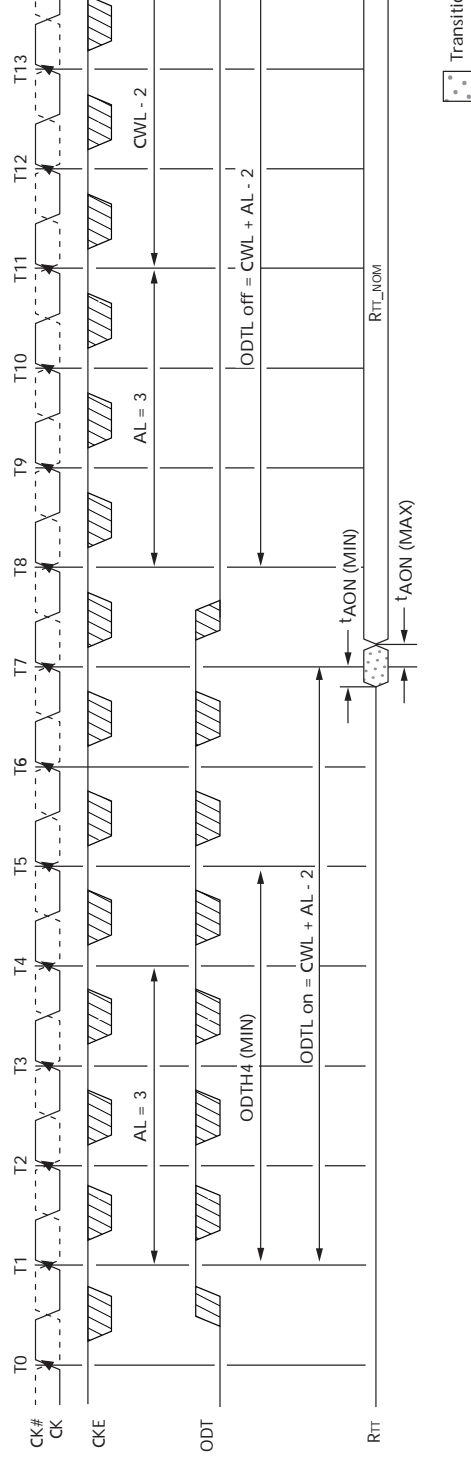 T0 T1 T2 T3 T4 T5 T6 T7 T8 T9 T10 T11 T12 T13
CK#
CK
CKE
AL = 3
AL = 3
CWL - 2
ODT
ODTH4 (MIN)
ODTL off = CWL + AL - 2
ODTL on = CWL + AL - 2
tAON (MIN)
RTT
RTT_NOM
tAON (MAX)